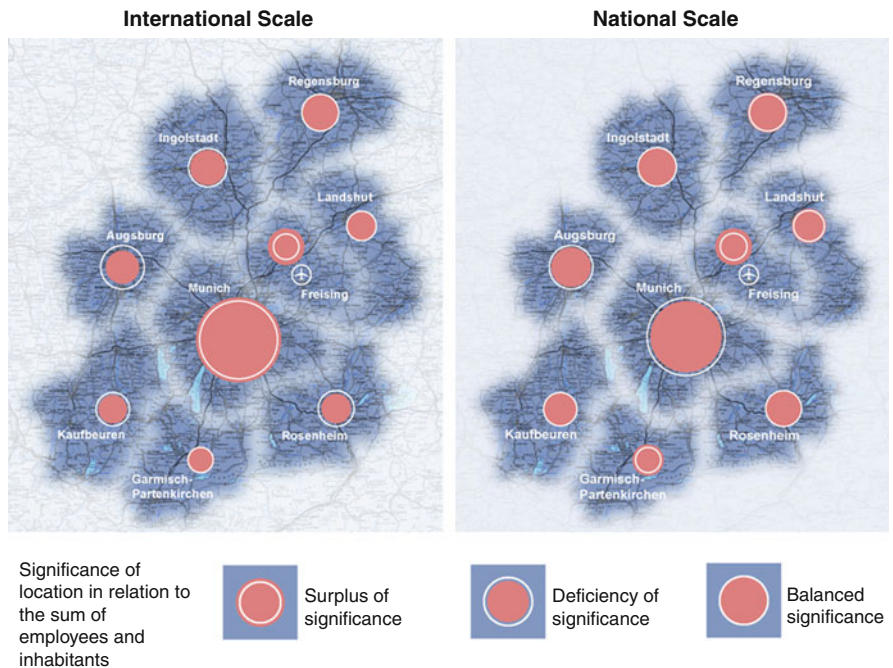 International Scale
Regensburg
Ingolstadt
Landshut
Augsburg
Munich
Freising
Kaufbeuren
Rosenheim
Garmisch-
Partenkirchen
National Scale
Regensburg
Ingolstadt
Landshut
Augsburg
Munich
Freising
Kaufbeuren
Rosenheim
Garmisch-
Partenkirchen
Significance of
location in relation to
the sum of
employees and
inhabitants
Surplus of
significance
Deficiency of
significance
Balanced
significance